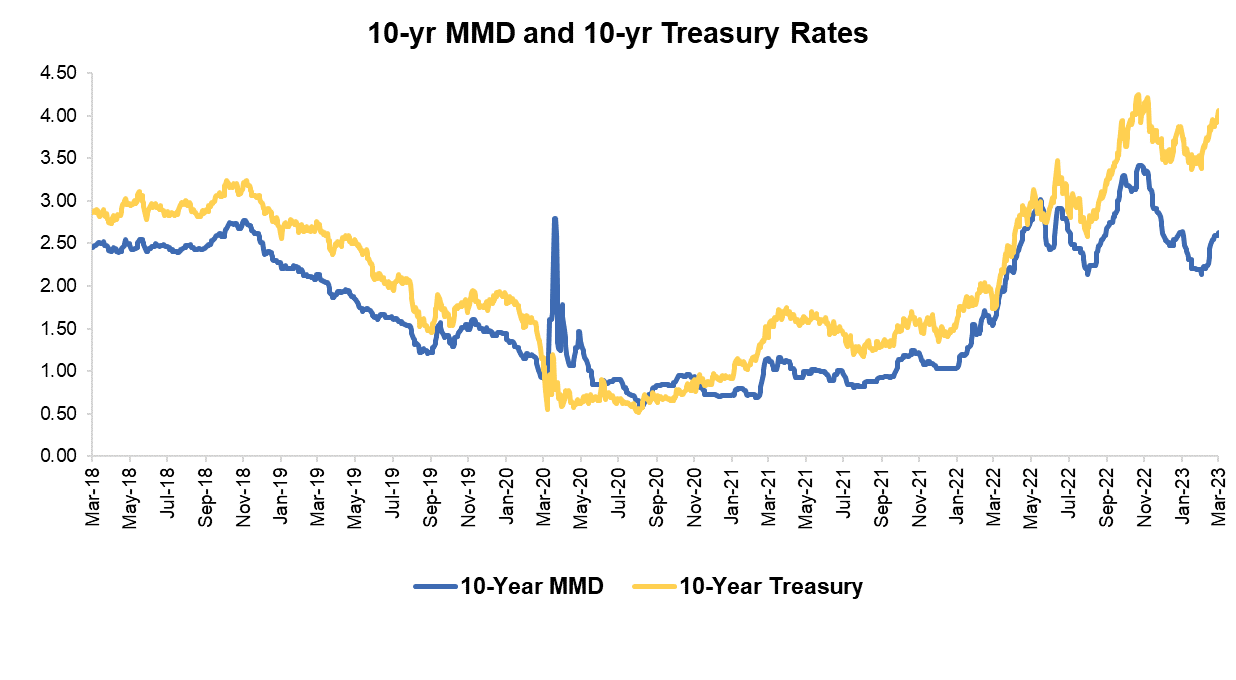 10-yr MMD and 10-yr Treasury Rates
4.50
4.00
3.50
3.00
2.50
2.00
1.50
1.00
0.50
0.00
Mar-18
May-18
Jul-18
Sep-18
Nov-18
Jan-19
Mar-19
May-19
Jul-19
Sep-19
Nov-19
Jan-20
Mar-20
May-20
Jul-20
Sep-20
Nov-20
Jan-21
Mar-21
May-21
Jul-21
Sep-21
Nov-21
Jan-22
Mar-22
May-22
Jul-22
Sep-22
Nov-22
Jan-23
Mar-23
10-Year MMD 10-Year Treasury